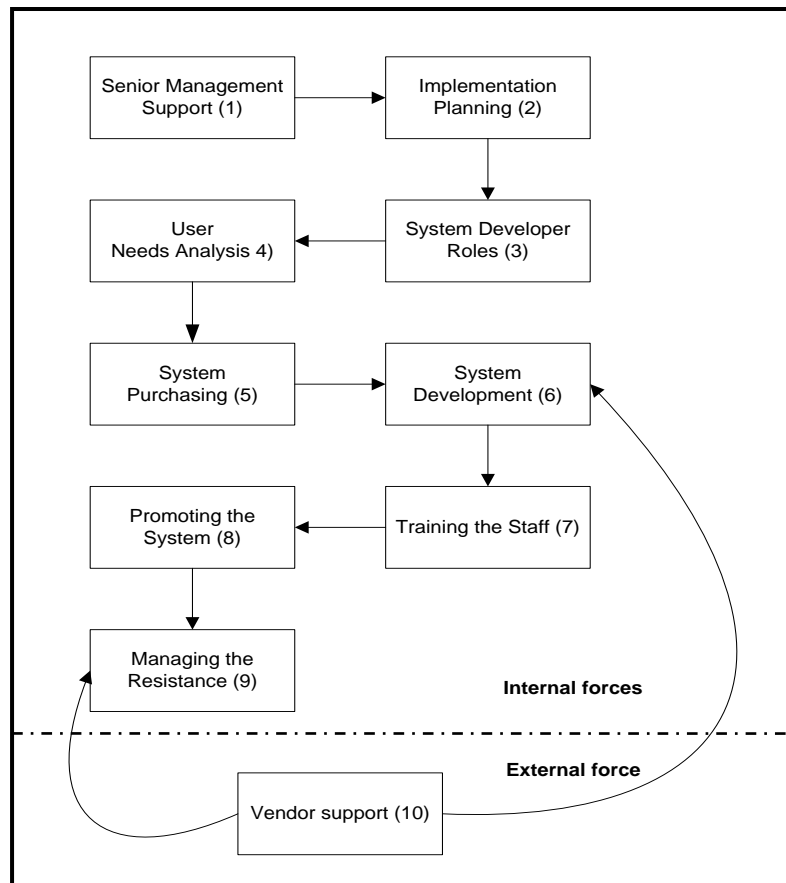 Senior Management
Support (1)
Implementation
Planning (2)
System Developer
Roles (3)
User
Needs Analysis 4)
System
Purchasing (5)
System
Development (6)
Training the Staff (7)
Promoting the
System (8)
Managing the
Resistance (9)
Internal forces
External force
Vendor support (10)